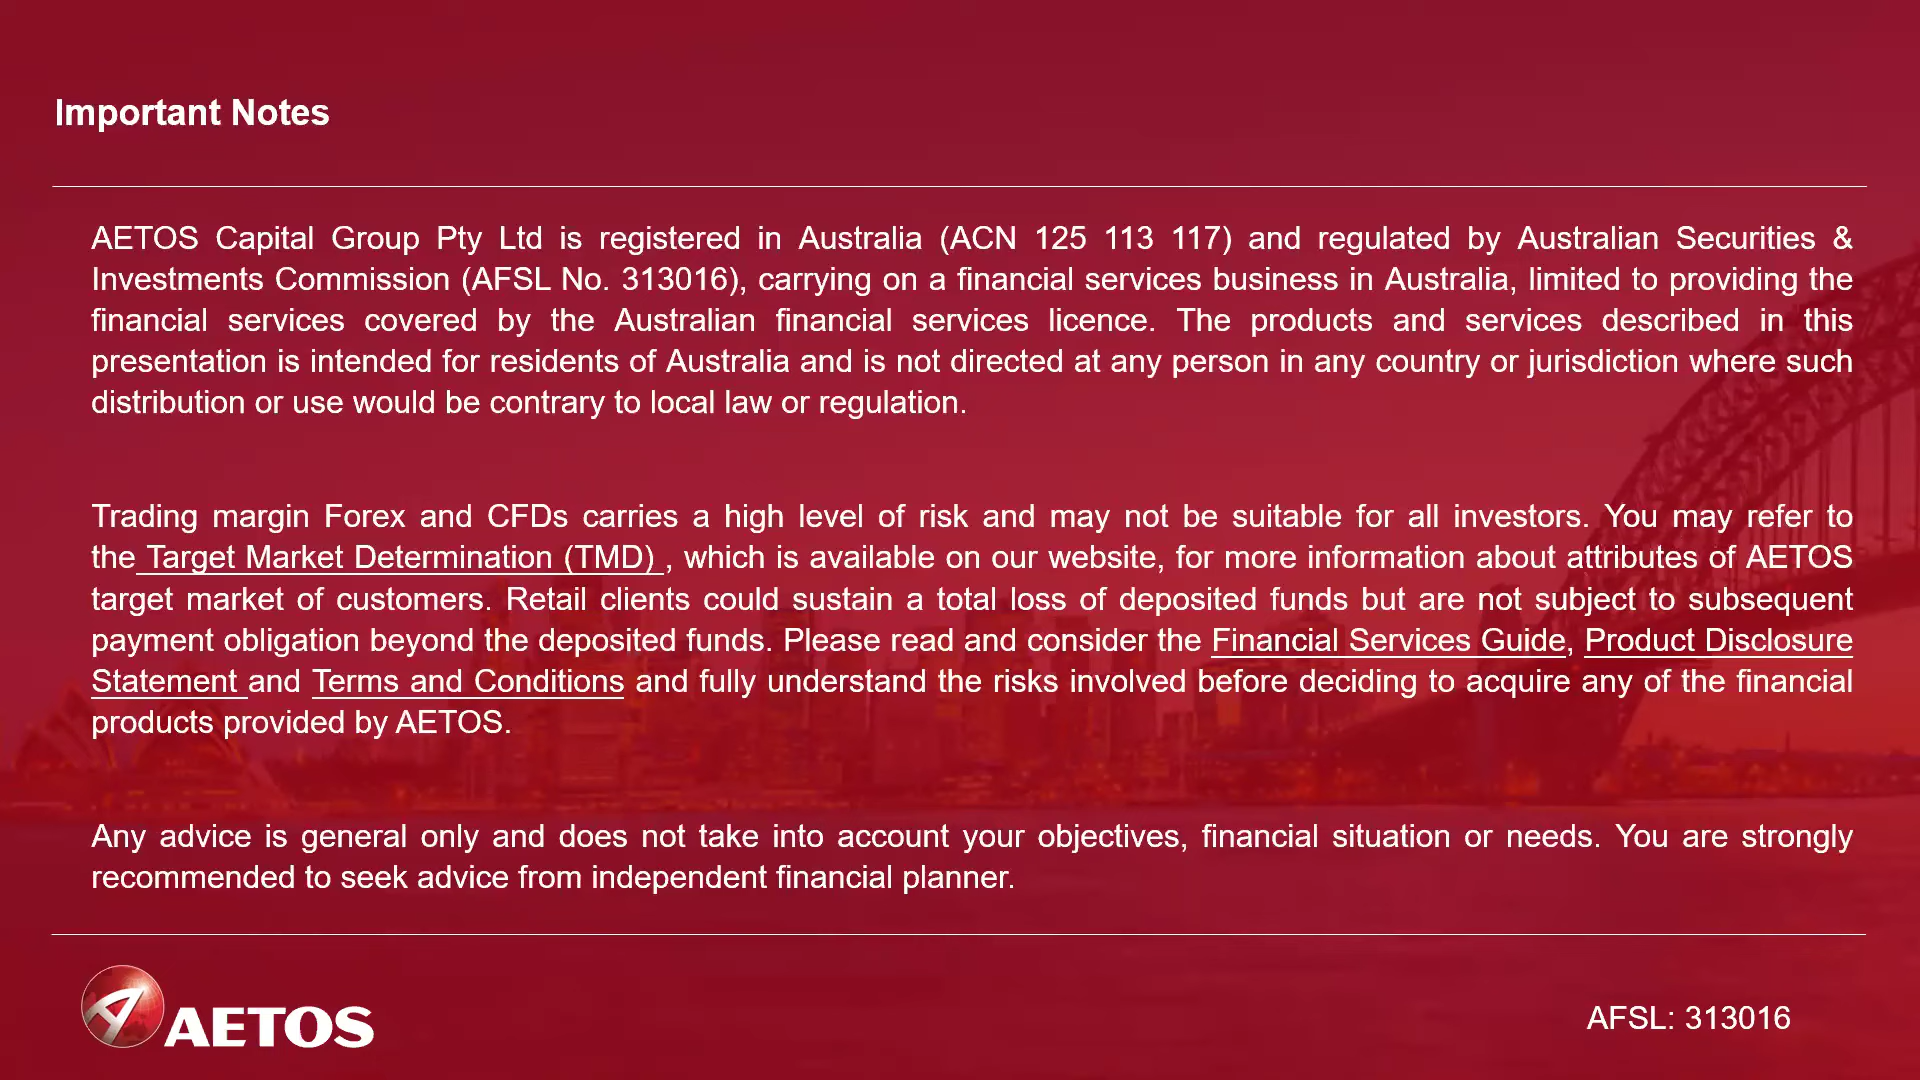 Important Notes
AETOS Capital Group Pty Ltd is registered in Australia (ACN 125 113 117) and regulated by Australian Securities &
Investments Commission (AFSL No. 313016), carrying on a financial services business in Australia, limited to providing the
financial services covered by the Australian financial services licence. The products and services described in this
presentation is intended for residents of Australia and is not directed at any person in any country or jurisdiction where such
distribution or use would be contrary to local law or regulation.
Trading margin Forex and CFDs carries a high level of risk and may not be suitable for all investors. You may refer to
the Target Market Determination (TMD) , which is available on our website, for more information about attributes of AETOS
target market of customers. Retail clients could sustain a total loss of deposited funds but are not subject to subsequent
payment obligation beyond the deposited funds. Please read and consider the Financial Services Guide, Product Disclosure
Statement and Terms and Conditions and fully understand the risks involved before deciding to acquire any of the financial
products provided by AETOS.
Any advice is general only and does not take into account your objectives, financial situation or needs. You are strongly
recommended to seek advice from independent financial planner.
AETOS
AFSL: 313016